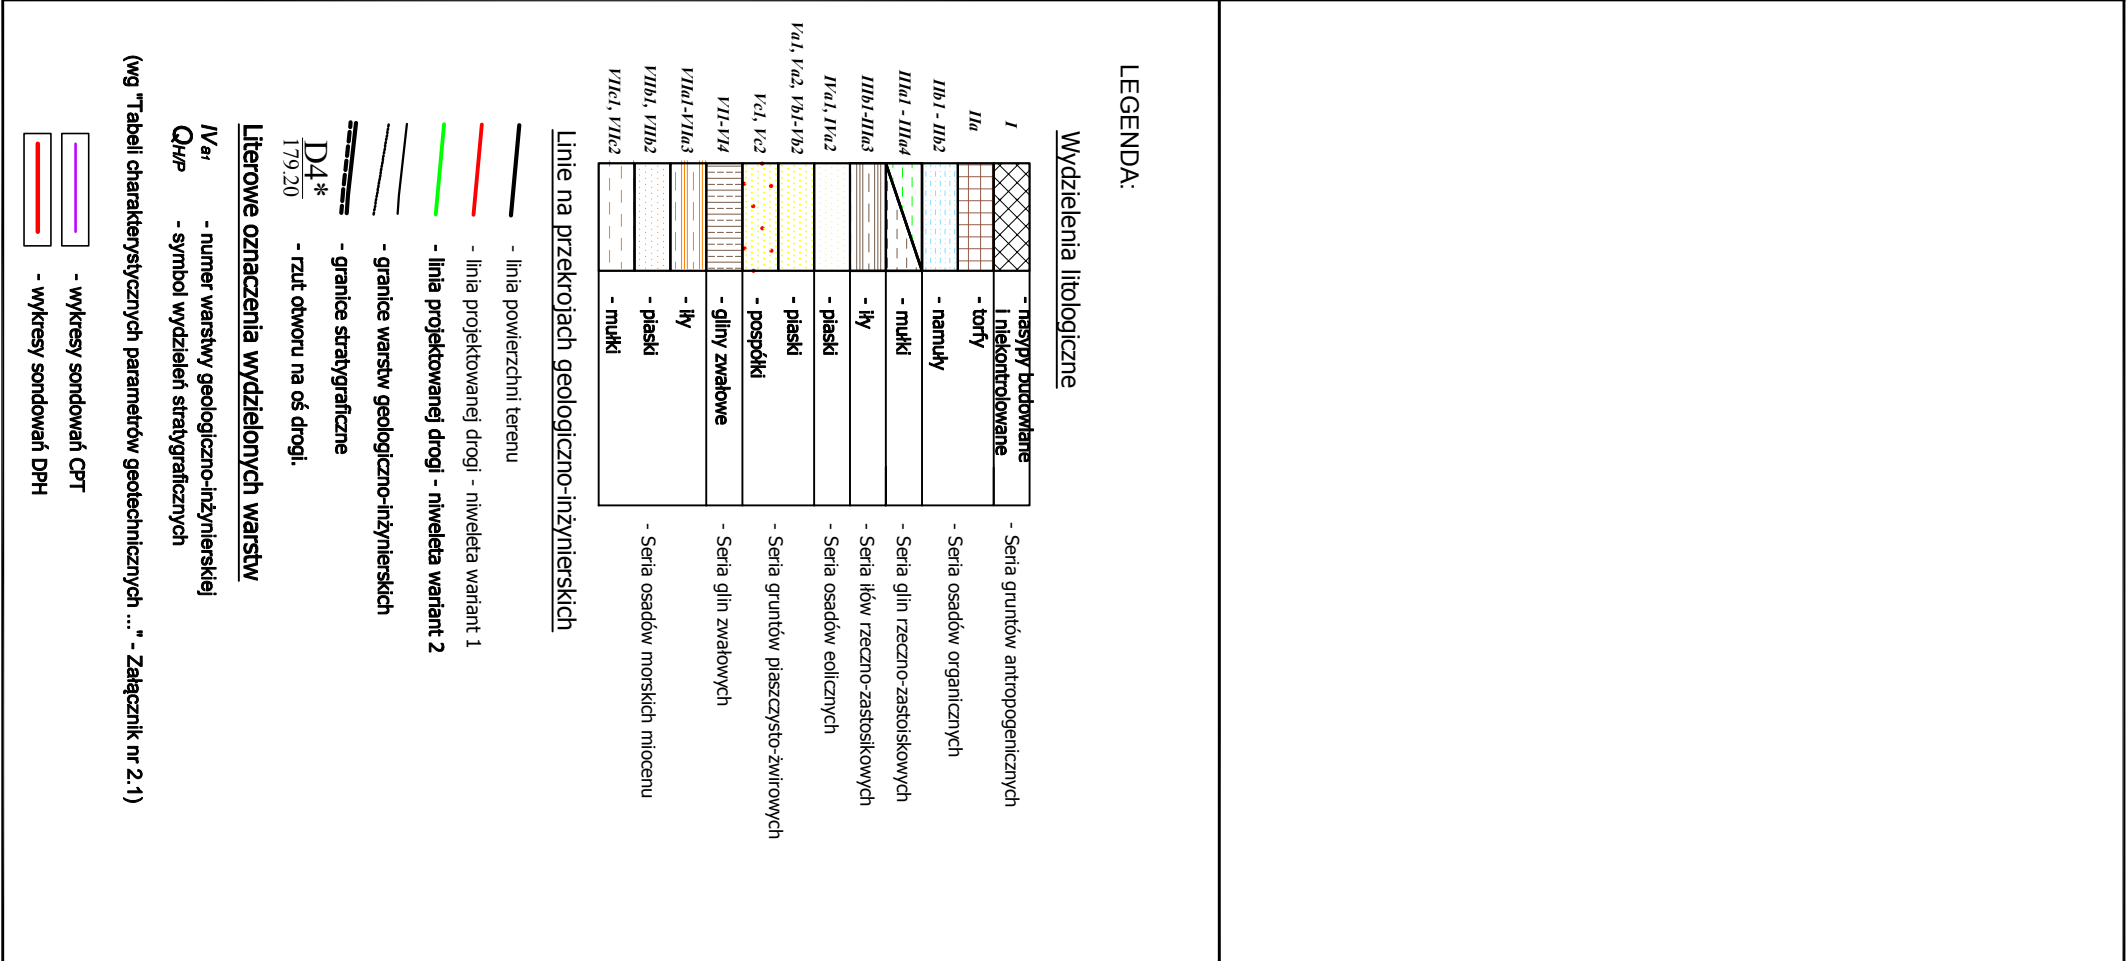 LEGENDA:
Wydzielenia litologiczne
I - nasypy budowlane i niekontrolowane - Seria gruntów antropogenicznych
IIa - torfy
IIb1 - IIb2 - namuły - Seria osadów organicznych
IIIa1 - IIIa4 - mułki - Seria glin rzeczno-zastoiskowych
IIIb1-IIIa3 - iły - Seria iłów rzeczno-zastosikowych
IVa1, IVa2 - piaski - Seria osadów eolicznych
Va1, Va2, Vb1-Vb2 - piaski - Seria gruntów piaszczysto-żwirowych
Vc1, Vc2 - pospółki
VI1-VI4 - gliny zwałowe - Seria glin zwałowych
VIIa1-VIIa3 - iły
VIIb1, VIIb2 - piaski - Seria osadów morskich miocenu
VIIc1, VIIc2 - mułki
Linie na przekrojach geologiczno-inżynierskich
- linia powierzchni terenu
- linia projektowanej drogi - niweleta wariant 1
- linia projektowanej drogi - niweleta wariant 2
- granice warstw geologiczno-inżynierskich
- granice stratygraficzne
D4*
179.20 - rzut otworu na oś drogi.
Literowe oznaczenia wydzielonych warstw
IVa1 - numer warstwy geologiczno-inżynierskiej
QH/P - symbol wydzieleń stratygraficznych
(wg "Tabeli charakterystycznych parametrów geotechnicznych ... " - Załącznik nr 2.1)
- wykresy sondowań CPT
- wykresy sondowań DPH